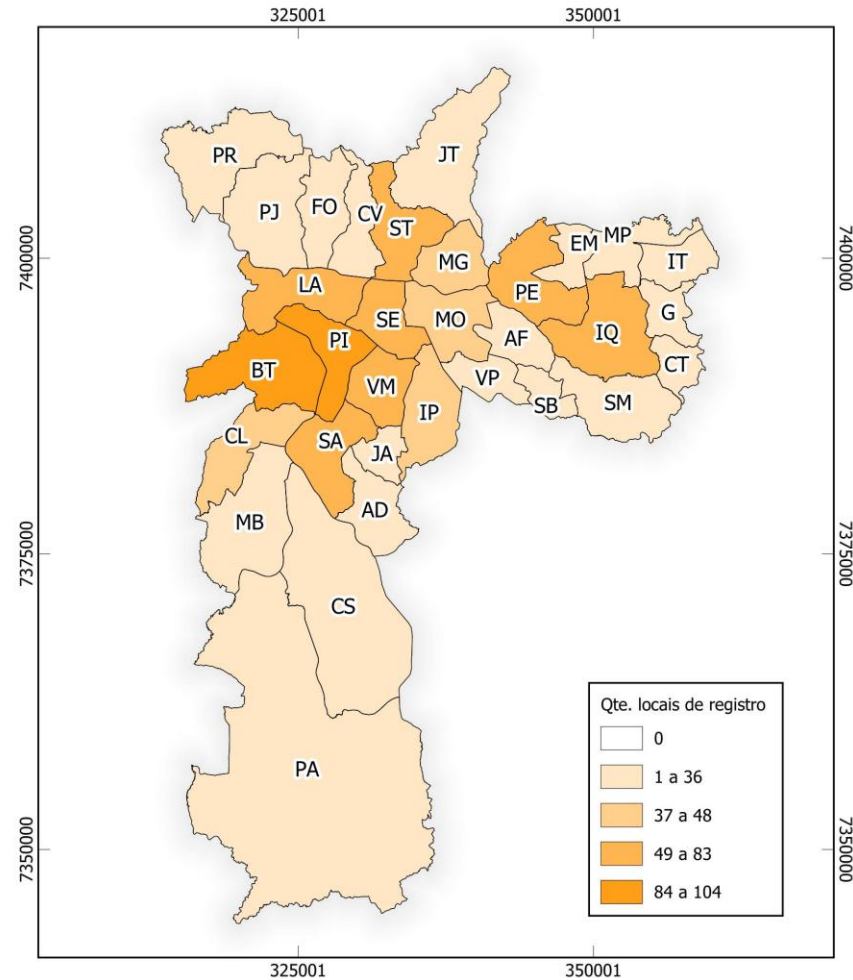 325001
350001
JT
PR
FO
PJ
CV
ST
MP
EM
7400000
7400000
MG
IT
LA
PE
G
SE
MO
IQ
PI
AF
CT
BT
VM
VP
SB
SM
IP
CL
SA
JA
AD
MB
7375000
7375000
CS
Qte. locais de registro
0
PA
1 a 36
37 a 48
7350000
7350000
49 a 83
84 a 104
325001
350001